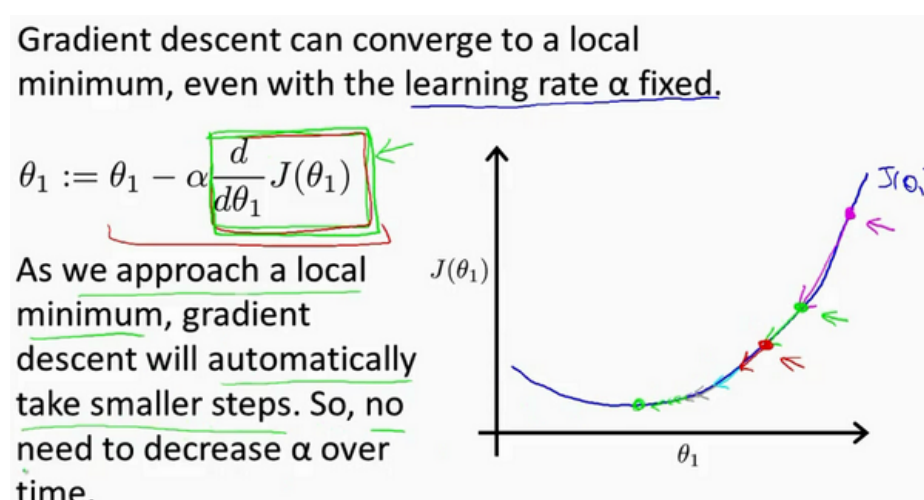 Gradient descent can converge to a local
minimum, even with the learning rate α fixed.
θ₁ := θ₁ − α d/dθ₁ J(θ₁)
As we approach a local
minimum, gradient
descent will automatically
take smaller steps. So, no
need to decrease α over
time.
J(θ₁)
θ₁